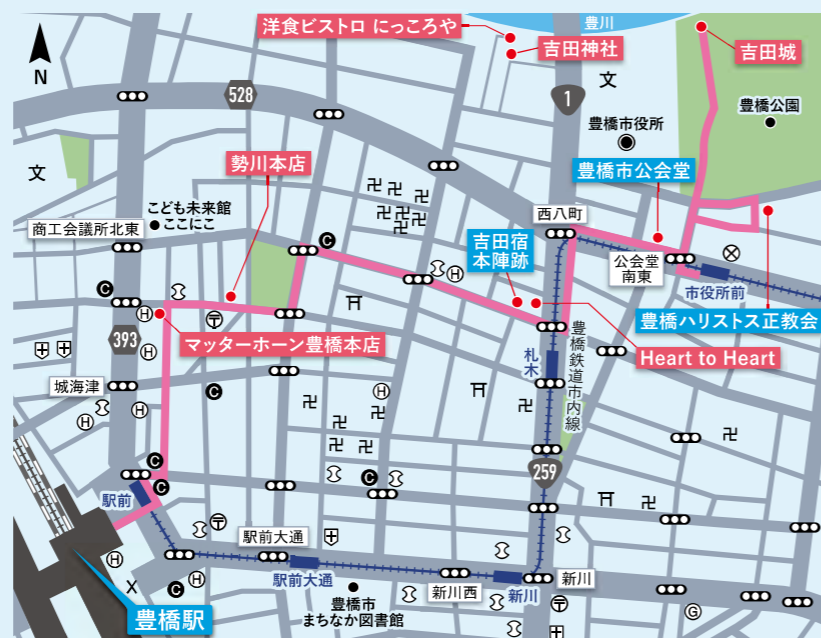 洋食ビストロ にっころや
豊川
吉田神社
吉田城
N
528
1
文
豊橋公園
豊橋市役所
勢川本店
豊橋市公会堂
文
こども未来館
ここにこ
西八町
商工会議所北東
吉田宿
本陣跡
公会堂
南東
C
H
市役所前
C
H
〒
マッターホーン豊橋本店
豊橋ハリストス正教会
393
H
札木
豊橋鉄道市内線
Heart to Heart
城海津
C
H
H
C
C
259
駅前
C
〒
駅前大通
H
H
駅前大通
新川西
新川
新川
X
C
豊橋市
まちなか図書館
〒
G
豊橋駅